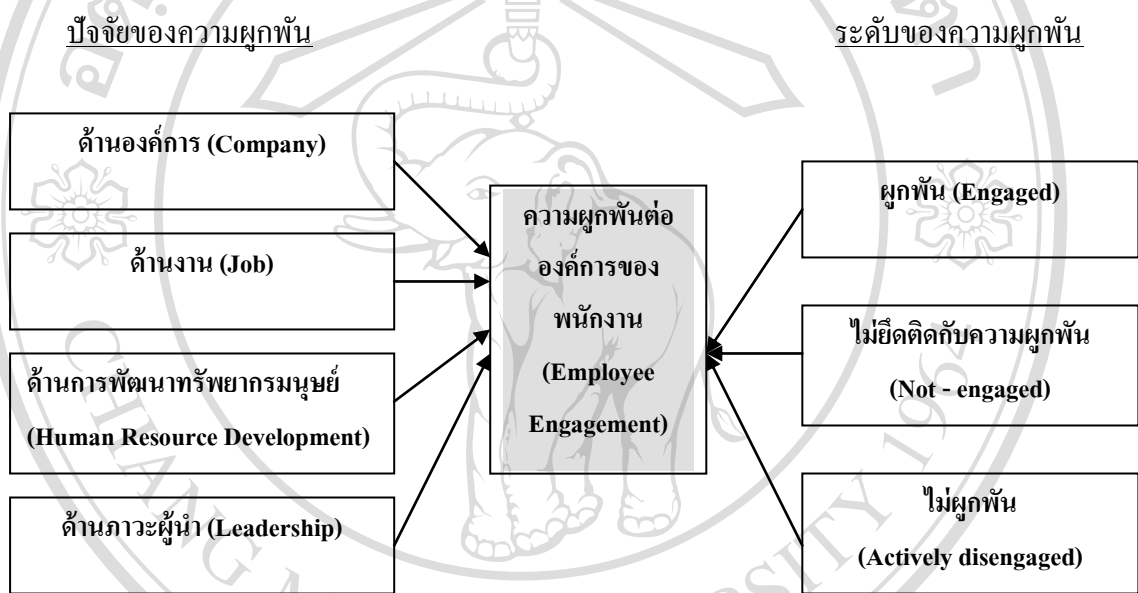 ปัจจัยของความผูกพัน
ระดับของความผูกพัน
ด้านองค์การ (Company)
ด้านงาน (Job)
ด้านการพัฒนาทรัพยากรมนุษย์
(Human Resource Development)
ด้านภาวะผู้นำ (Leadership)
ความผูกพันต่อ
องค์การของ
พนักงาน
(Employee
Engagement)
ผูกพัน (Engaged)
ไม่ยึดติดกับความผูกพัน
(Not - engaged)
ไม่ผูกพัน
(Actively disengaged)
CHIANG
UNIVERSITY 1964